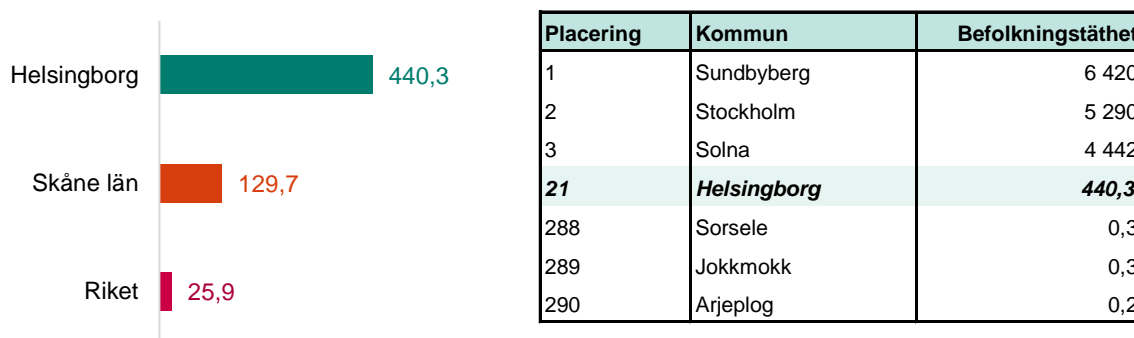 Helsingborg 440,3
Skåne län 129,7
Riket 25,9
Placering Kommun Befolkningstäthet
1 Sundbyberg 6 420
2 Stockholm 5 290
3 Solna 4 442
21 Helsingborg 440,3
288 Sorsele 0,3
289 Jokkmokk 0,3
290 Arjeplog 0,2